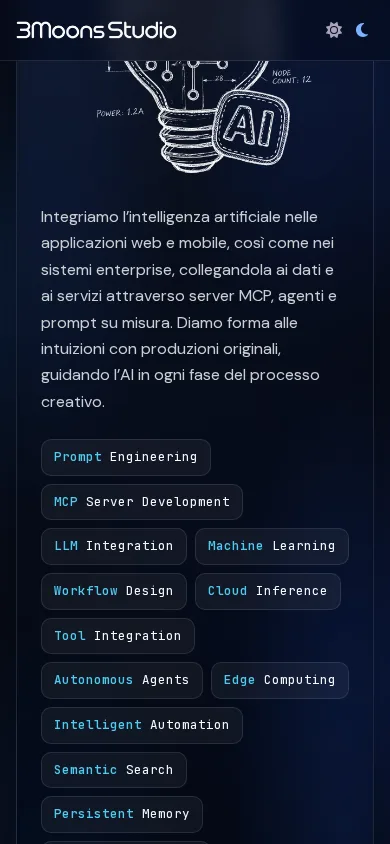 3Moons Studio
28
NODE
COUNT: 12
POWER: 1.2A
AI
Integriamo l’intelligenza artificiale nelle
applicazioni web e mobile, così come nei
sistemi enterprise, collegandola ai dati e
ai servizi attraverso server MCP, agenti e
prompt su misura. Diamo forma alle
intuizioni con produzioni originali,
guidando l’AI in ogni fase del processo
creativo.
Prompt Engineering
MCP Server Development
LLM Integration
Machine Learning
Workflow Design
Cloud Inference
Tool Integration
Autonomous Agents
Edge Computing
Intelligent Automation
Semantic Search
Persistent Memory